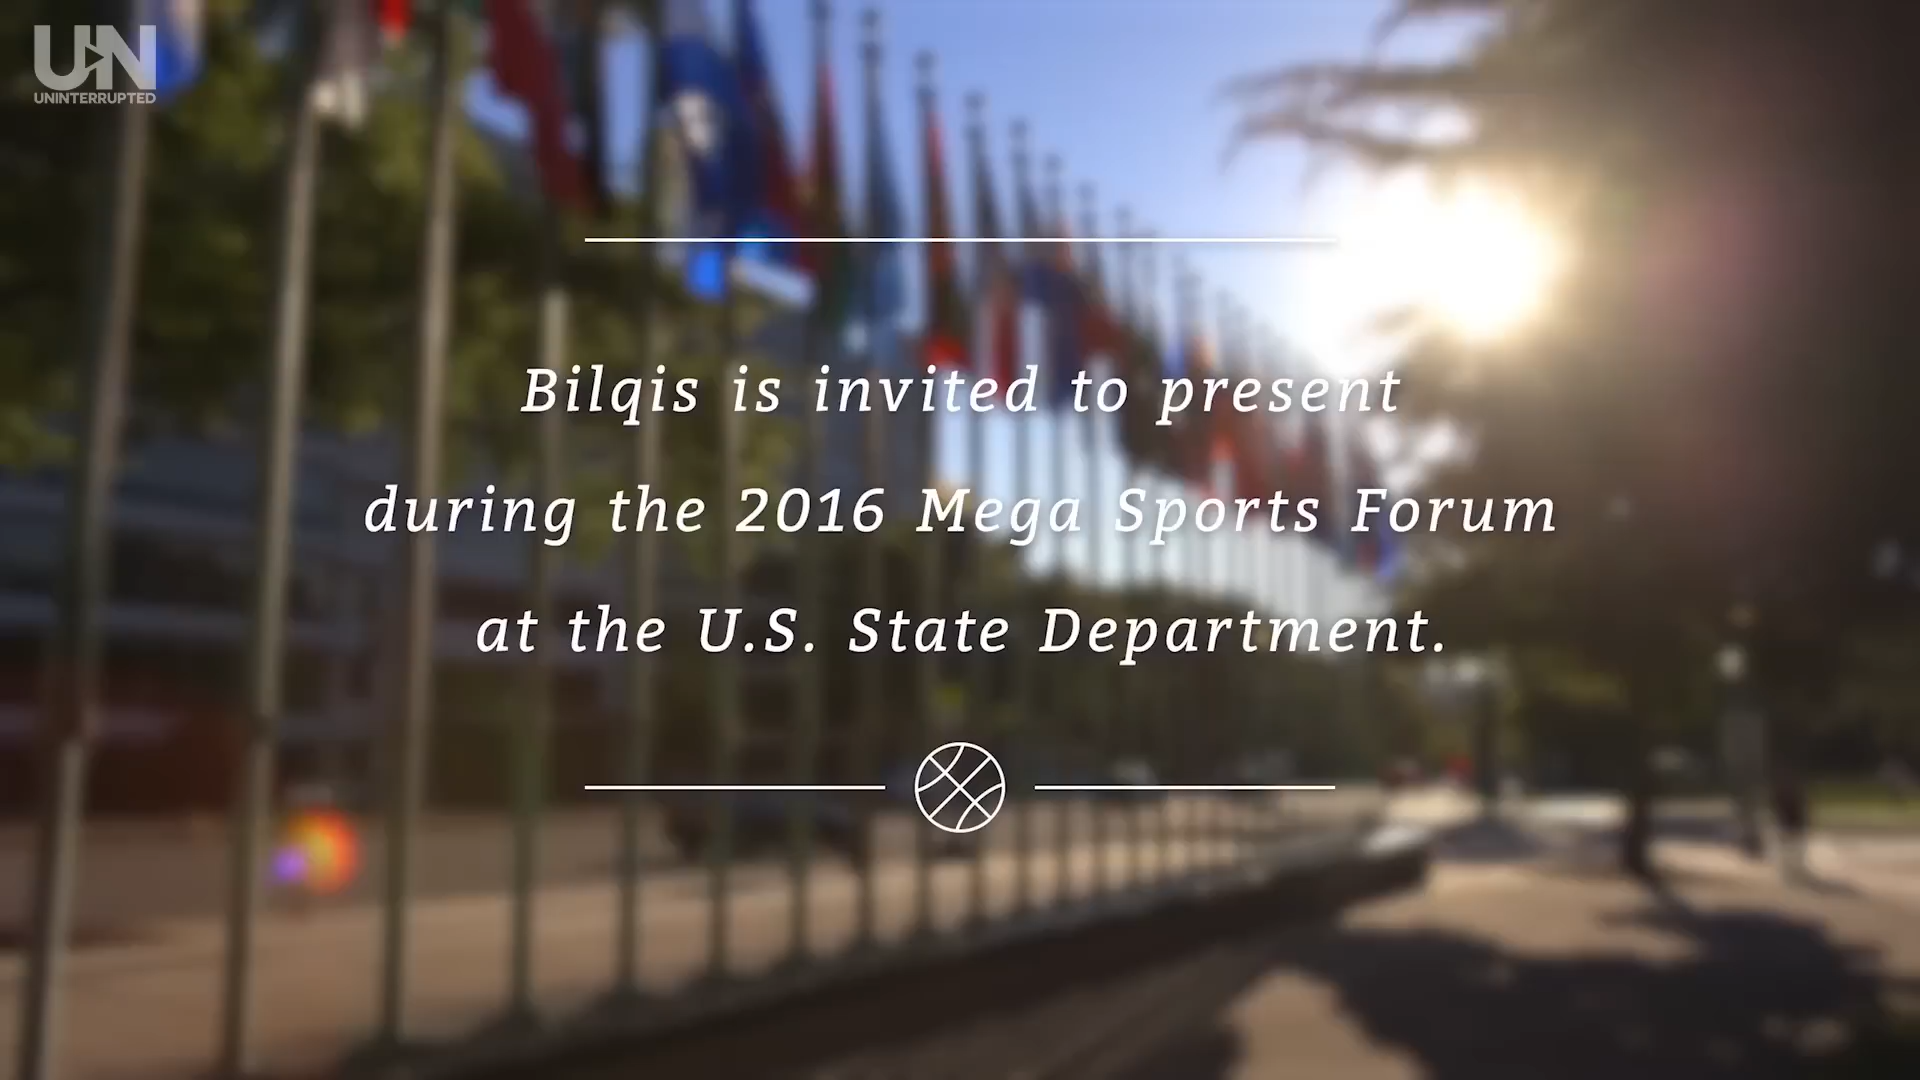 UN
UNINTERRUPTED
Bilqis is invited to present
during the 2016 Mega Sports Forum
at the U.S. State Department.